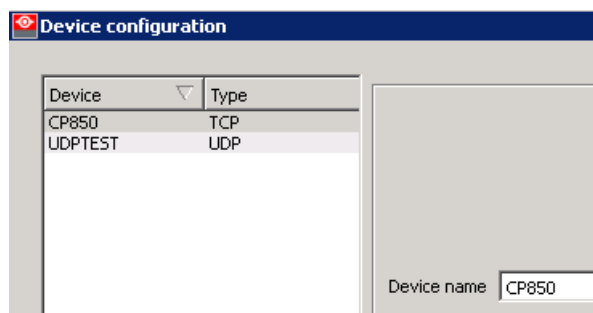 Device configuration
Device Type
CP850 TCP
UDPTEST UDP
Device name CP850